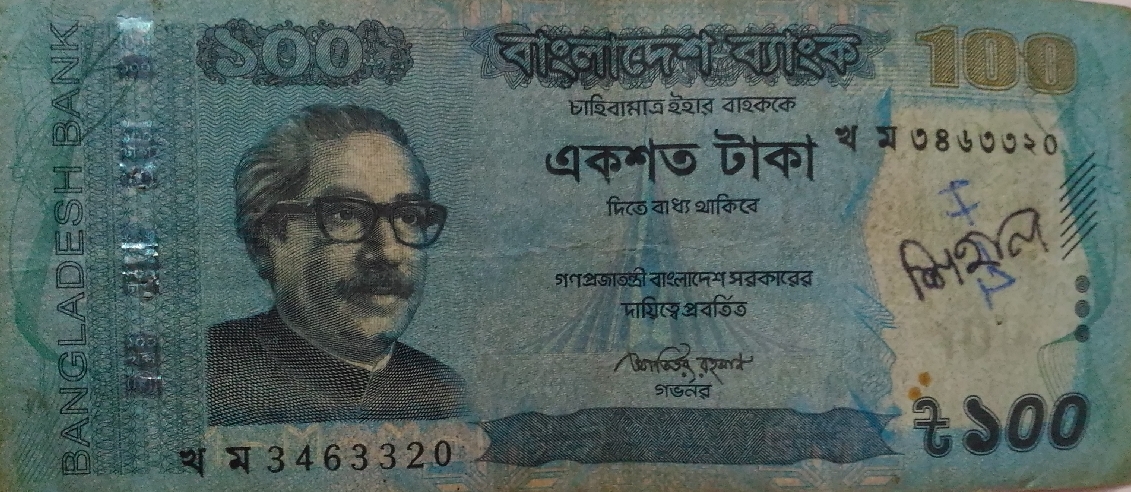 BANGLADESH BANK
১০০
বাংলাদেশ ব্যাংক
100
চাহিবামাত্র ইহার বাহককে
একশত টাকা
খ ম ৩৪৬৩৩২০
দিতে বাধ্য থাকিবে
শিমুল
গণপ্রজাতন্ত্রী বাংলাদেশ সরকারের
দায়িত্বে প্রবর্তিত
আতিউর রহমান
গভর্নর
৳১০০
খ ম 3463320